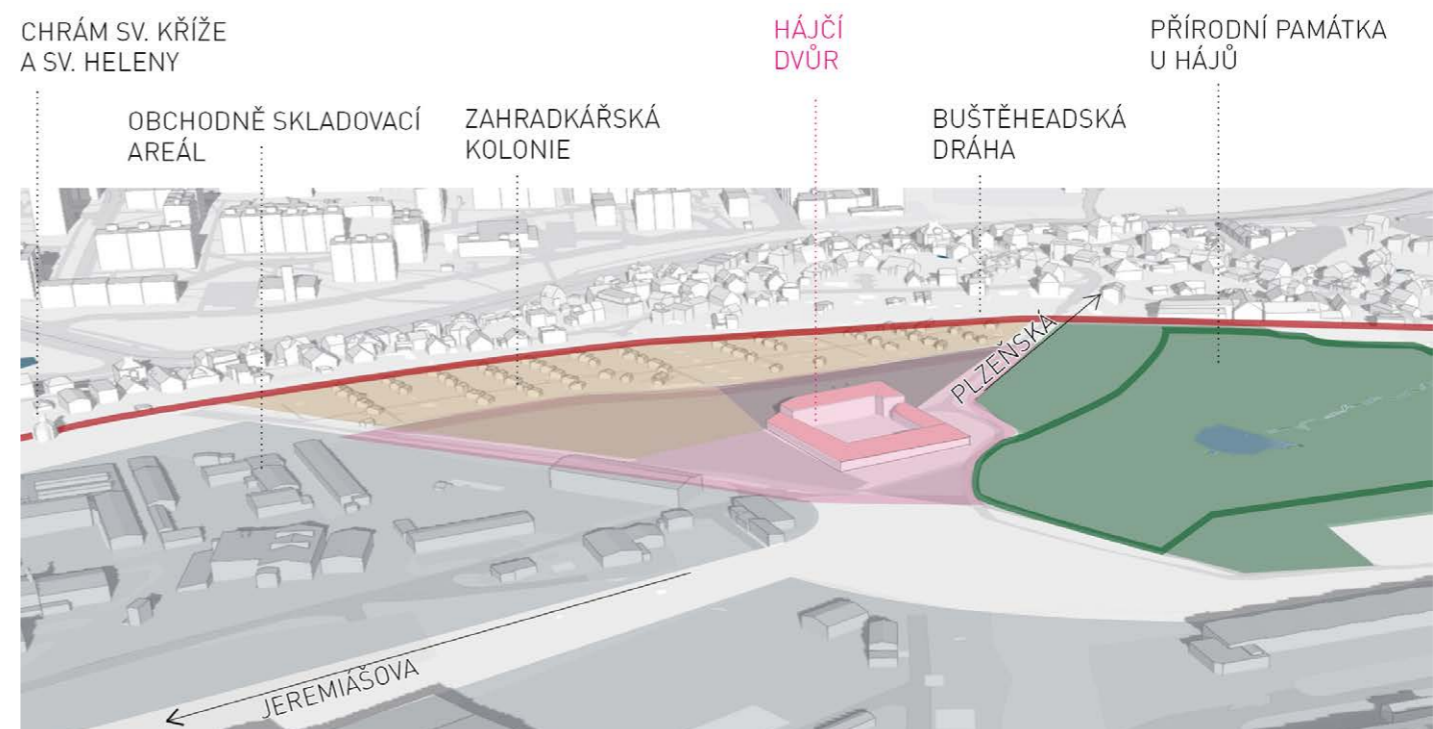 CHRÁM SV. KŘÍŽE
A SV. HELENY
OBCHODNĚ SKLADOVACÍ
AREÁL
ZAHRADKÁŘSKÁ
KOLONIE
HÁJČÍ
DVŮR
BUŠTĚHEADSKÁ
DRÁHA
PŘÍRODNÍ PAMÁTKA
U HÁJŮ
PLZEŇSKÁ
JEREMIÁŠOVA